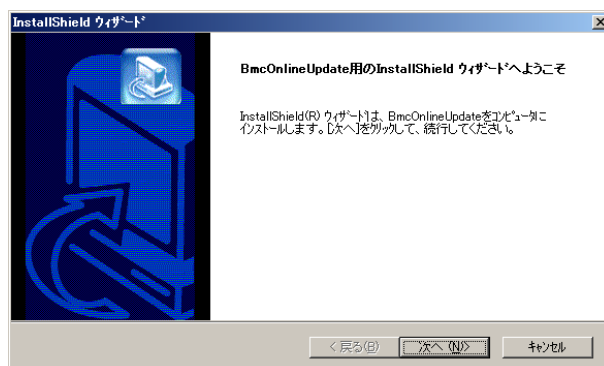 InstallShield ウィザード
BmcOnlineUpdate用のInstallShield ウィザードへようこそ
InstallShield(R) ウィザードは、BmcOnlineUpdateをコンピュータに
インストールします。[次へ]をクリックして、続行してください。
< 戻る(B)
次へ (N)>
キャンセル